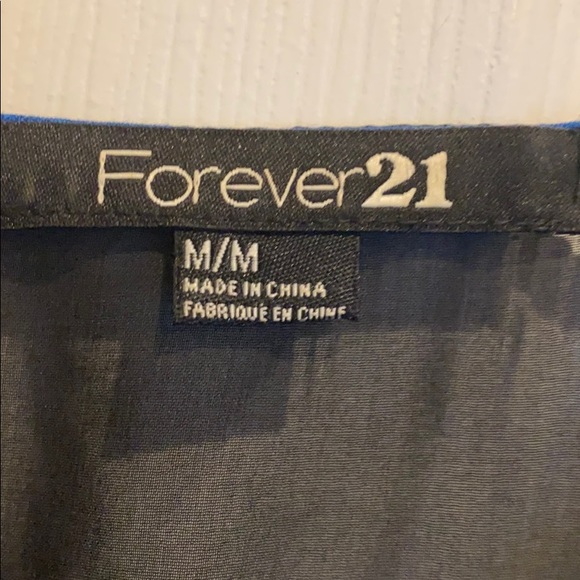 Forever21
M/M
MADE IN CHINA
FABRIQUÉ EN CHINE